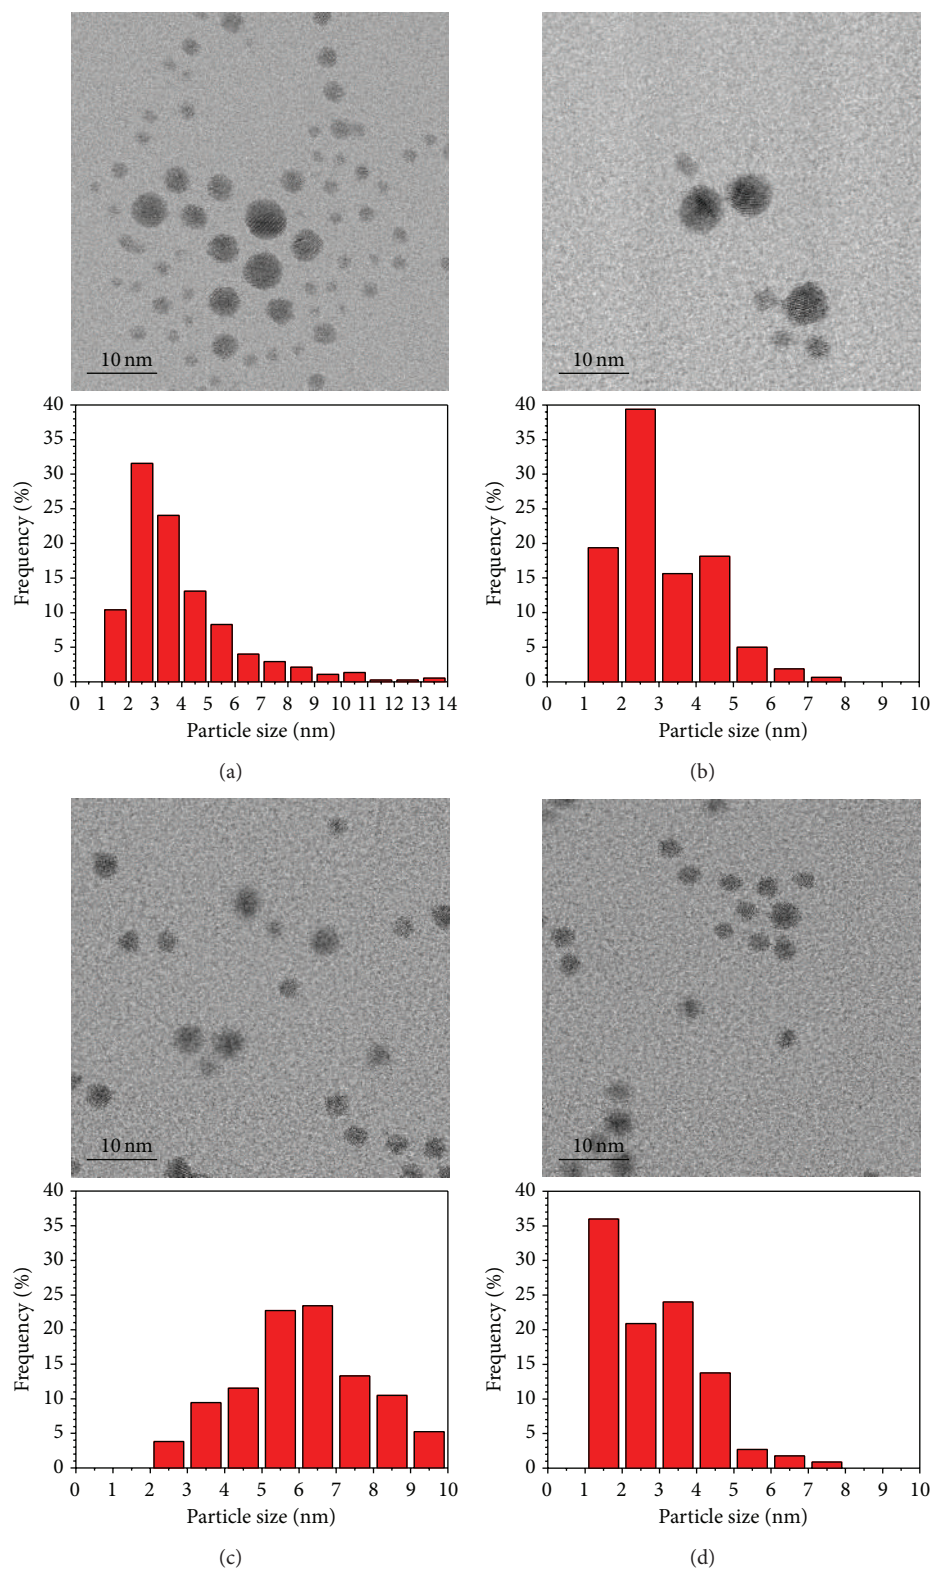 10 nm
10 nm
40
35
30
25
20
15
10
5
0
Frequency (%)
0 1 2 3 4 5 6 7 8 9 10 11 12 13 14
Particle size (nm)
(a)
40
35
30
25
20
15
10
5
0
Frequency (%)
0 1 2 3 4 5 6 7 8 9 10
Particle size (nm)
(b)
10 nm
10 nm
40
35
30
25
20
15
10
5
0
Frequency (%)
0 1 2 3 4 5 6 7 8 9 10
Particle size (nm)
(c)
40
35
30
25
20
15
10
5
0
Frequency (%)
0 1 2 3 4 5 6 7 8 9 10
Particle size (nm)
(d)